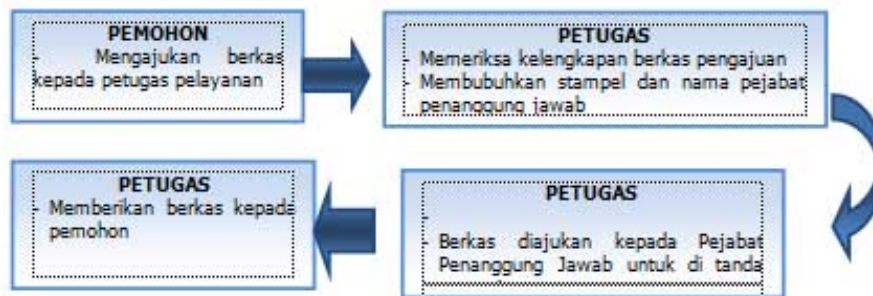 PEMOHON
- Mengajukan berkas
kepada petugas pelayanan
PETUGAS
- Memeriksa kelengkapan berkas pengajuan
- Membubuhkan stampel dan nama pejabat
penanggung jawab
PETUGAS
-
- Berkas diajukan kepada Pejabat
Penanggung Jawab untuk di tanda
PETUGAS
- Memberikan berkas kepada
pemohon